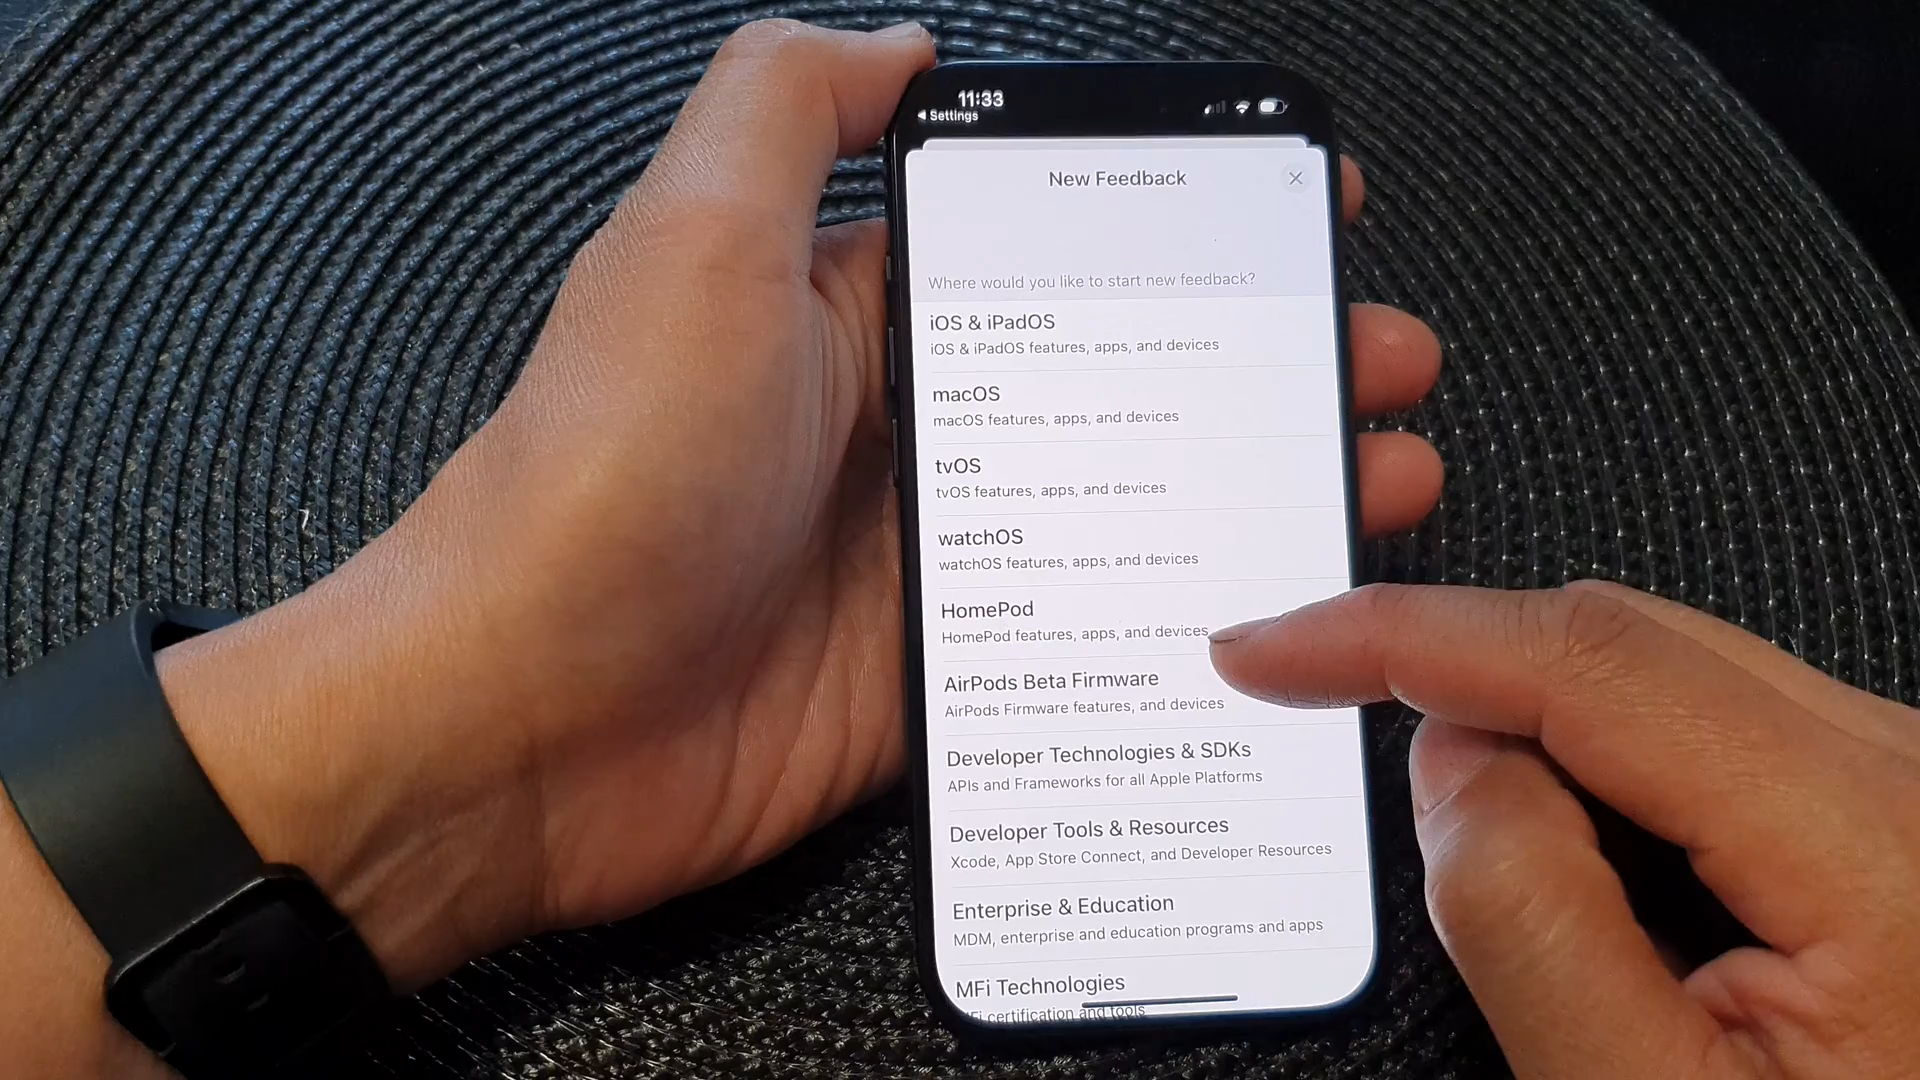 11:33
◀ Settings
New Feedback
Where would you like to start new feedback?
iOS & iPadOS
iOS & iPadOS features, apps, and devices
macOS
macOS features, apps, and devices
tvOS
tvOS features, apps, and devices
watchOS
watchOS features, apps, and devices
HomePod
HomePod features, apps, and devices
AirPods Beta Firmware
AirPods Firmware features, and devices
Developer Technologies & SDKs
APIs and Frameworks for all Apple Platforms
Developer Tools & Resources
Xcode, App Store Connect, and Developer Resources
Enterprise & Education
MDM, enterprise and education programs and apps
MFi Technologies
MFi certification and tools